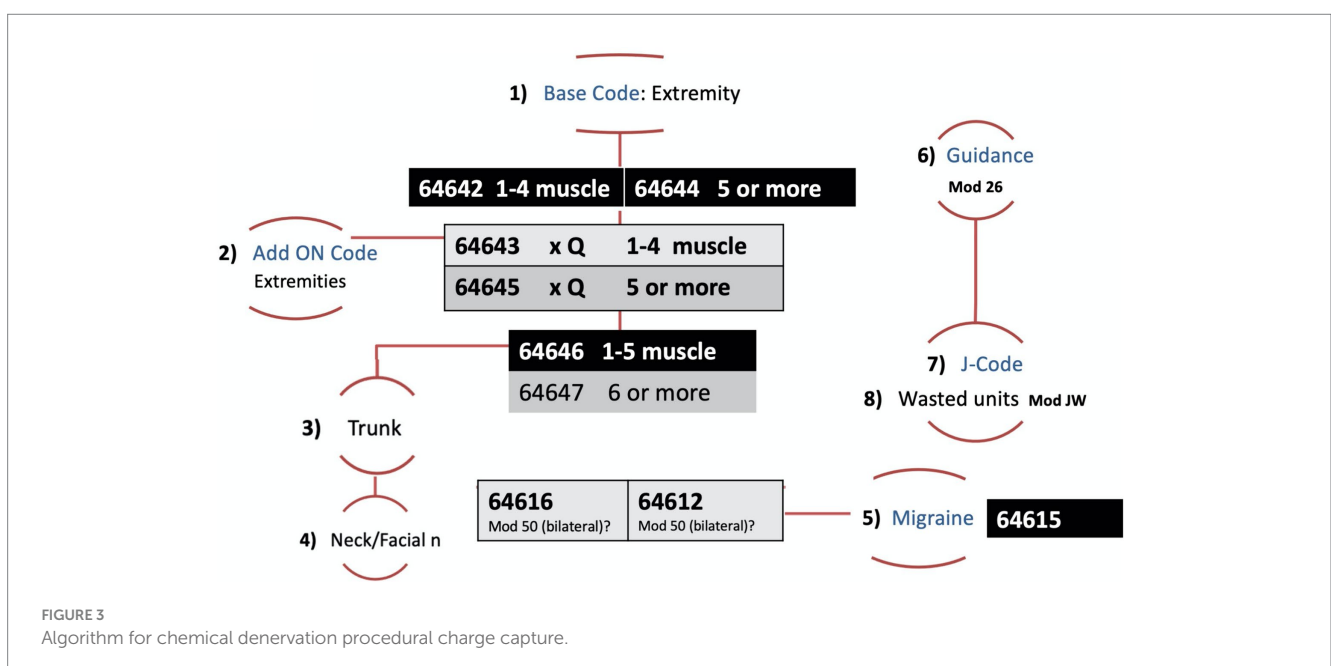 1) Base Code: Extremity
64642 1-4 muscle 64644 5 or more
2) Add ON Code
Extremities
64643 x Q 1-4 muscle
64645 x Q 5 or more
64646 1-5 muscle
64647 6 or more
3) Trunk
4) Neck/Facial n
64616
Mod 50 (bilateral)?
64612
Mod 50 (bilateral)?
5) Migraine 64615
6) Guidance
Mod 26
7) J-Code
8) Wasted units Mod JW
FIGURE 3
Algorithm for chemical denervation procedural charge capture.